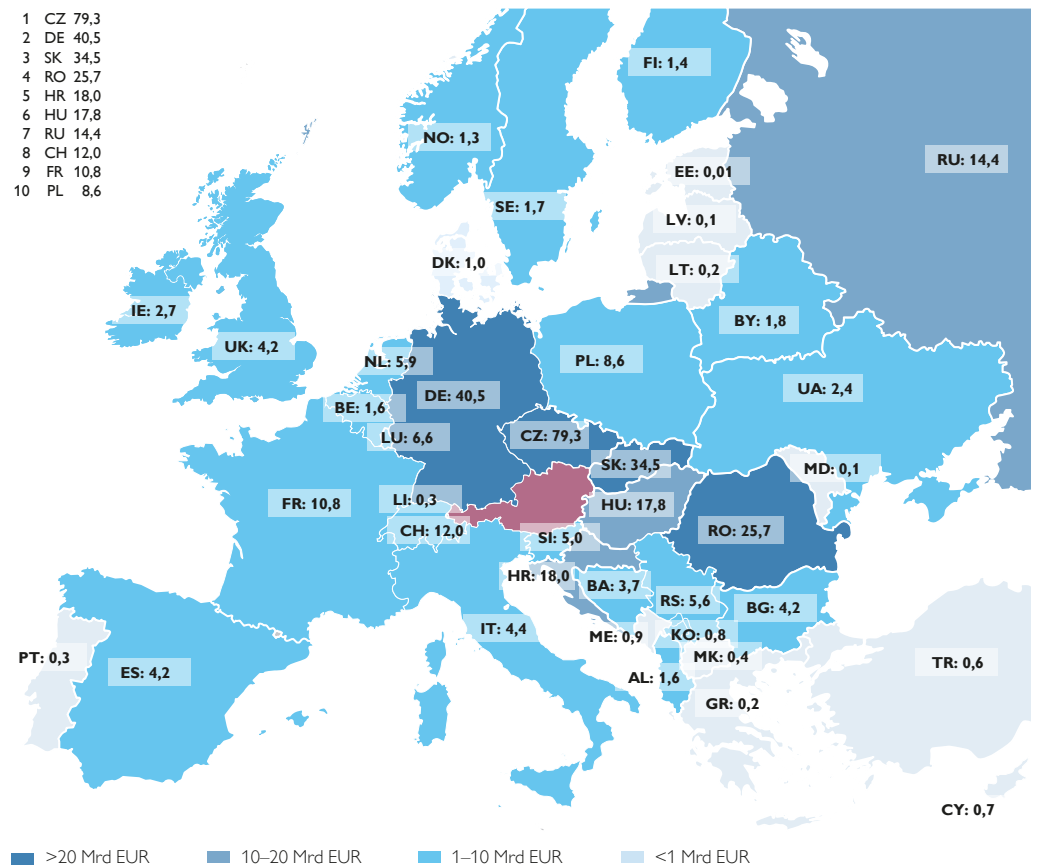 1 CZ 79,3
2 DE 40,5
3 SK 34,5
4 RO 25,7
5 HR 18,0
6 HU 17,8
7 RU 14,4
8 CH 12,0
9 FR 10,8
10 PL 8,6
FI: 1,4
NO: 1,3
RU: 14,4
EE: 0,01
SE: 1,7
LV: 0,1
DK: 1,0
LT: 0,2
IE: 2,7
BY: 1,8
UK: 4,2
NL: 5,9
PL: 8,6
UA: 2,4
DE: 40,5
BE: 1,6
LU: 6,6
CZ: 79,3
SK: 34,5
MD: 0,1
LI: 0,3
FR: 10,8
HU: 17,8
CH: 12,0
RO: 25,7
SI: 5,0
HR: 18,0
BA: 3,7
RS: 5,6
BG: 4,2
IT: 4,4
ME: 0,9
KO: 0,8
PT: 0,3
MK: 0,4
TR: 0,6
ES: 4,2
AL: 1,6
GR: 0,2
CY: 0,7
>20 Mrd EUR
10–20 Mrd EUR
1–10 Mrd EUR
<1 Mrd EUR